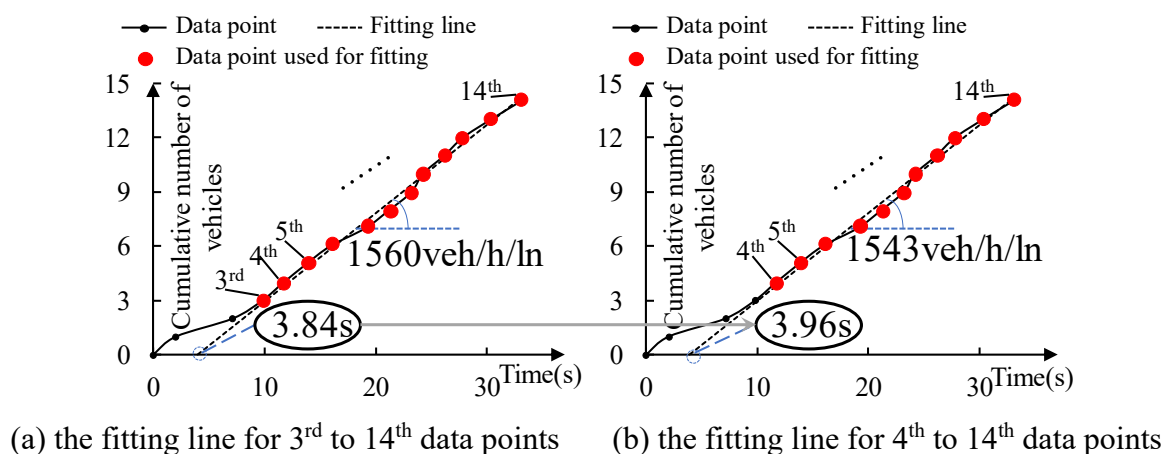 Data point
Fitting line
Data point used for fitting
15
12
9
6
3
0
Cumulative number of
vehicles
14th
5th
4th
3rd
1560veh/h/ln
3.84s
0
10
20
30
Time(s)
(a) the fitting line for 3rd to 14th data points
Data point
Fitting line
Data point used for fitting
15
12
9
6
3
0
Cumulative number of
vehicles
14th
5th
4th
1543veh/h/ln
3.96s
0
10
20
30
Time(s)
(b) the fitting line for 4th to 14th data points